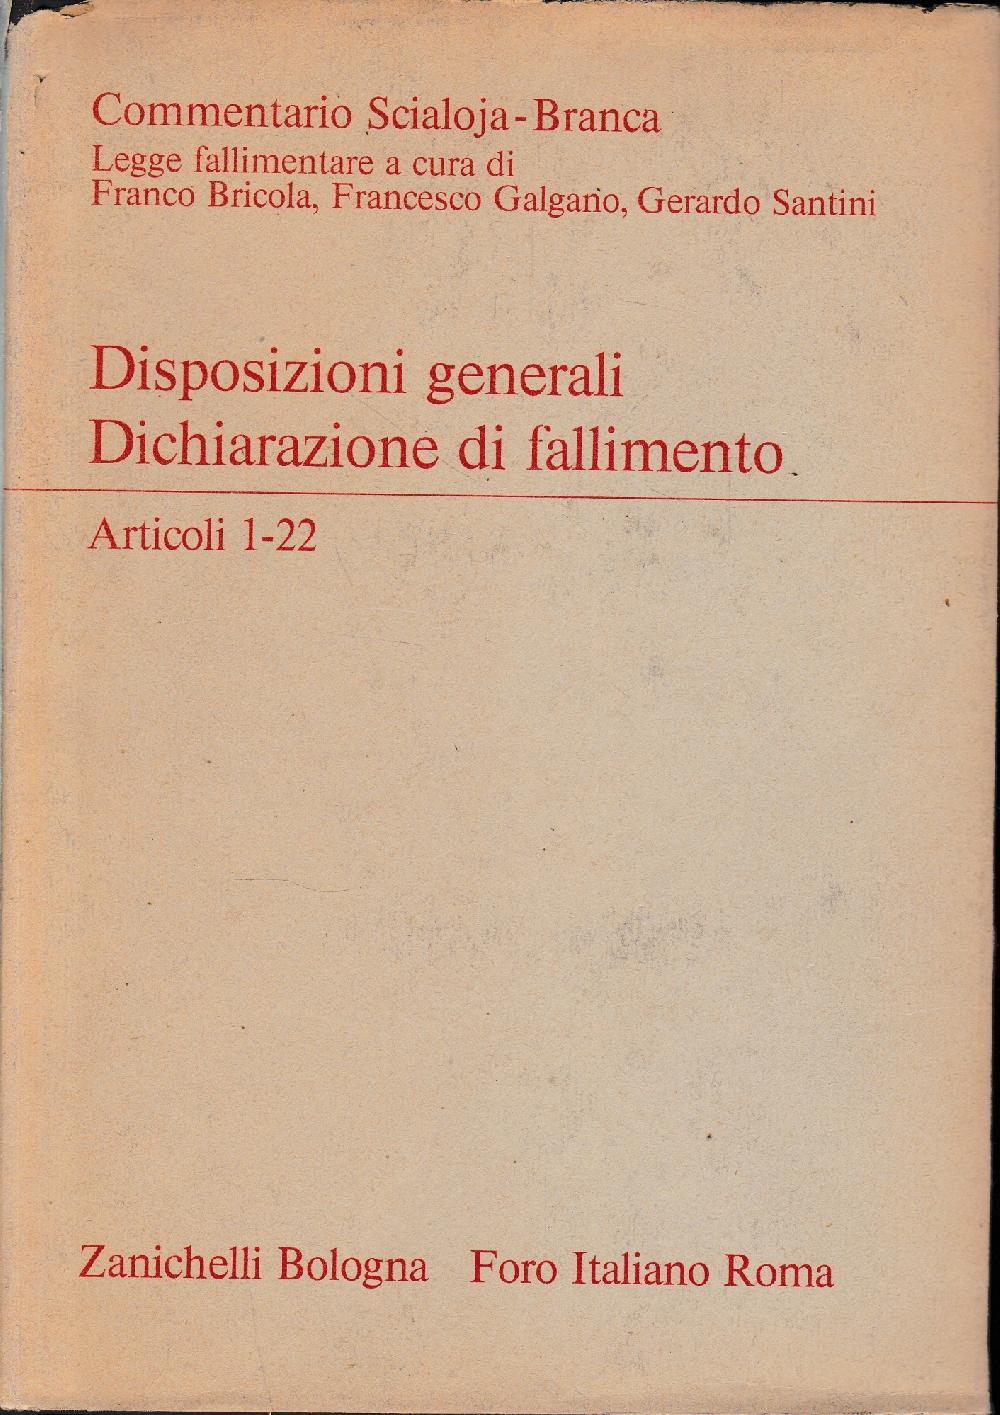 Commentario Scialoja-Branca
Legge fallimentare a cura di
Franco Bricola, Francesco Galgano, Gerardo Santini
Disposizioni generali
Dichiarazione di fallimento
Articoli 1-22
Zanichelli Bologna Foro Italiano Roma